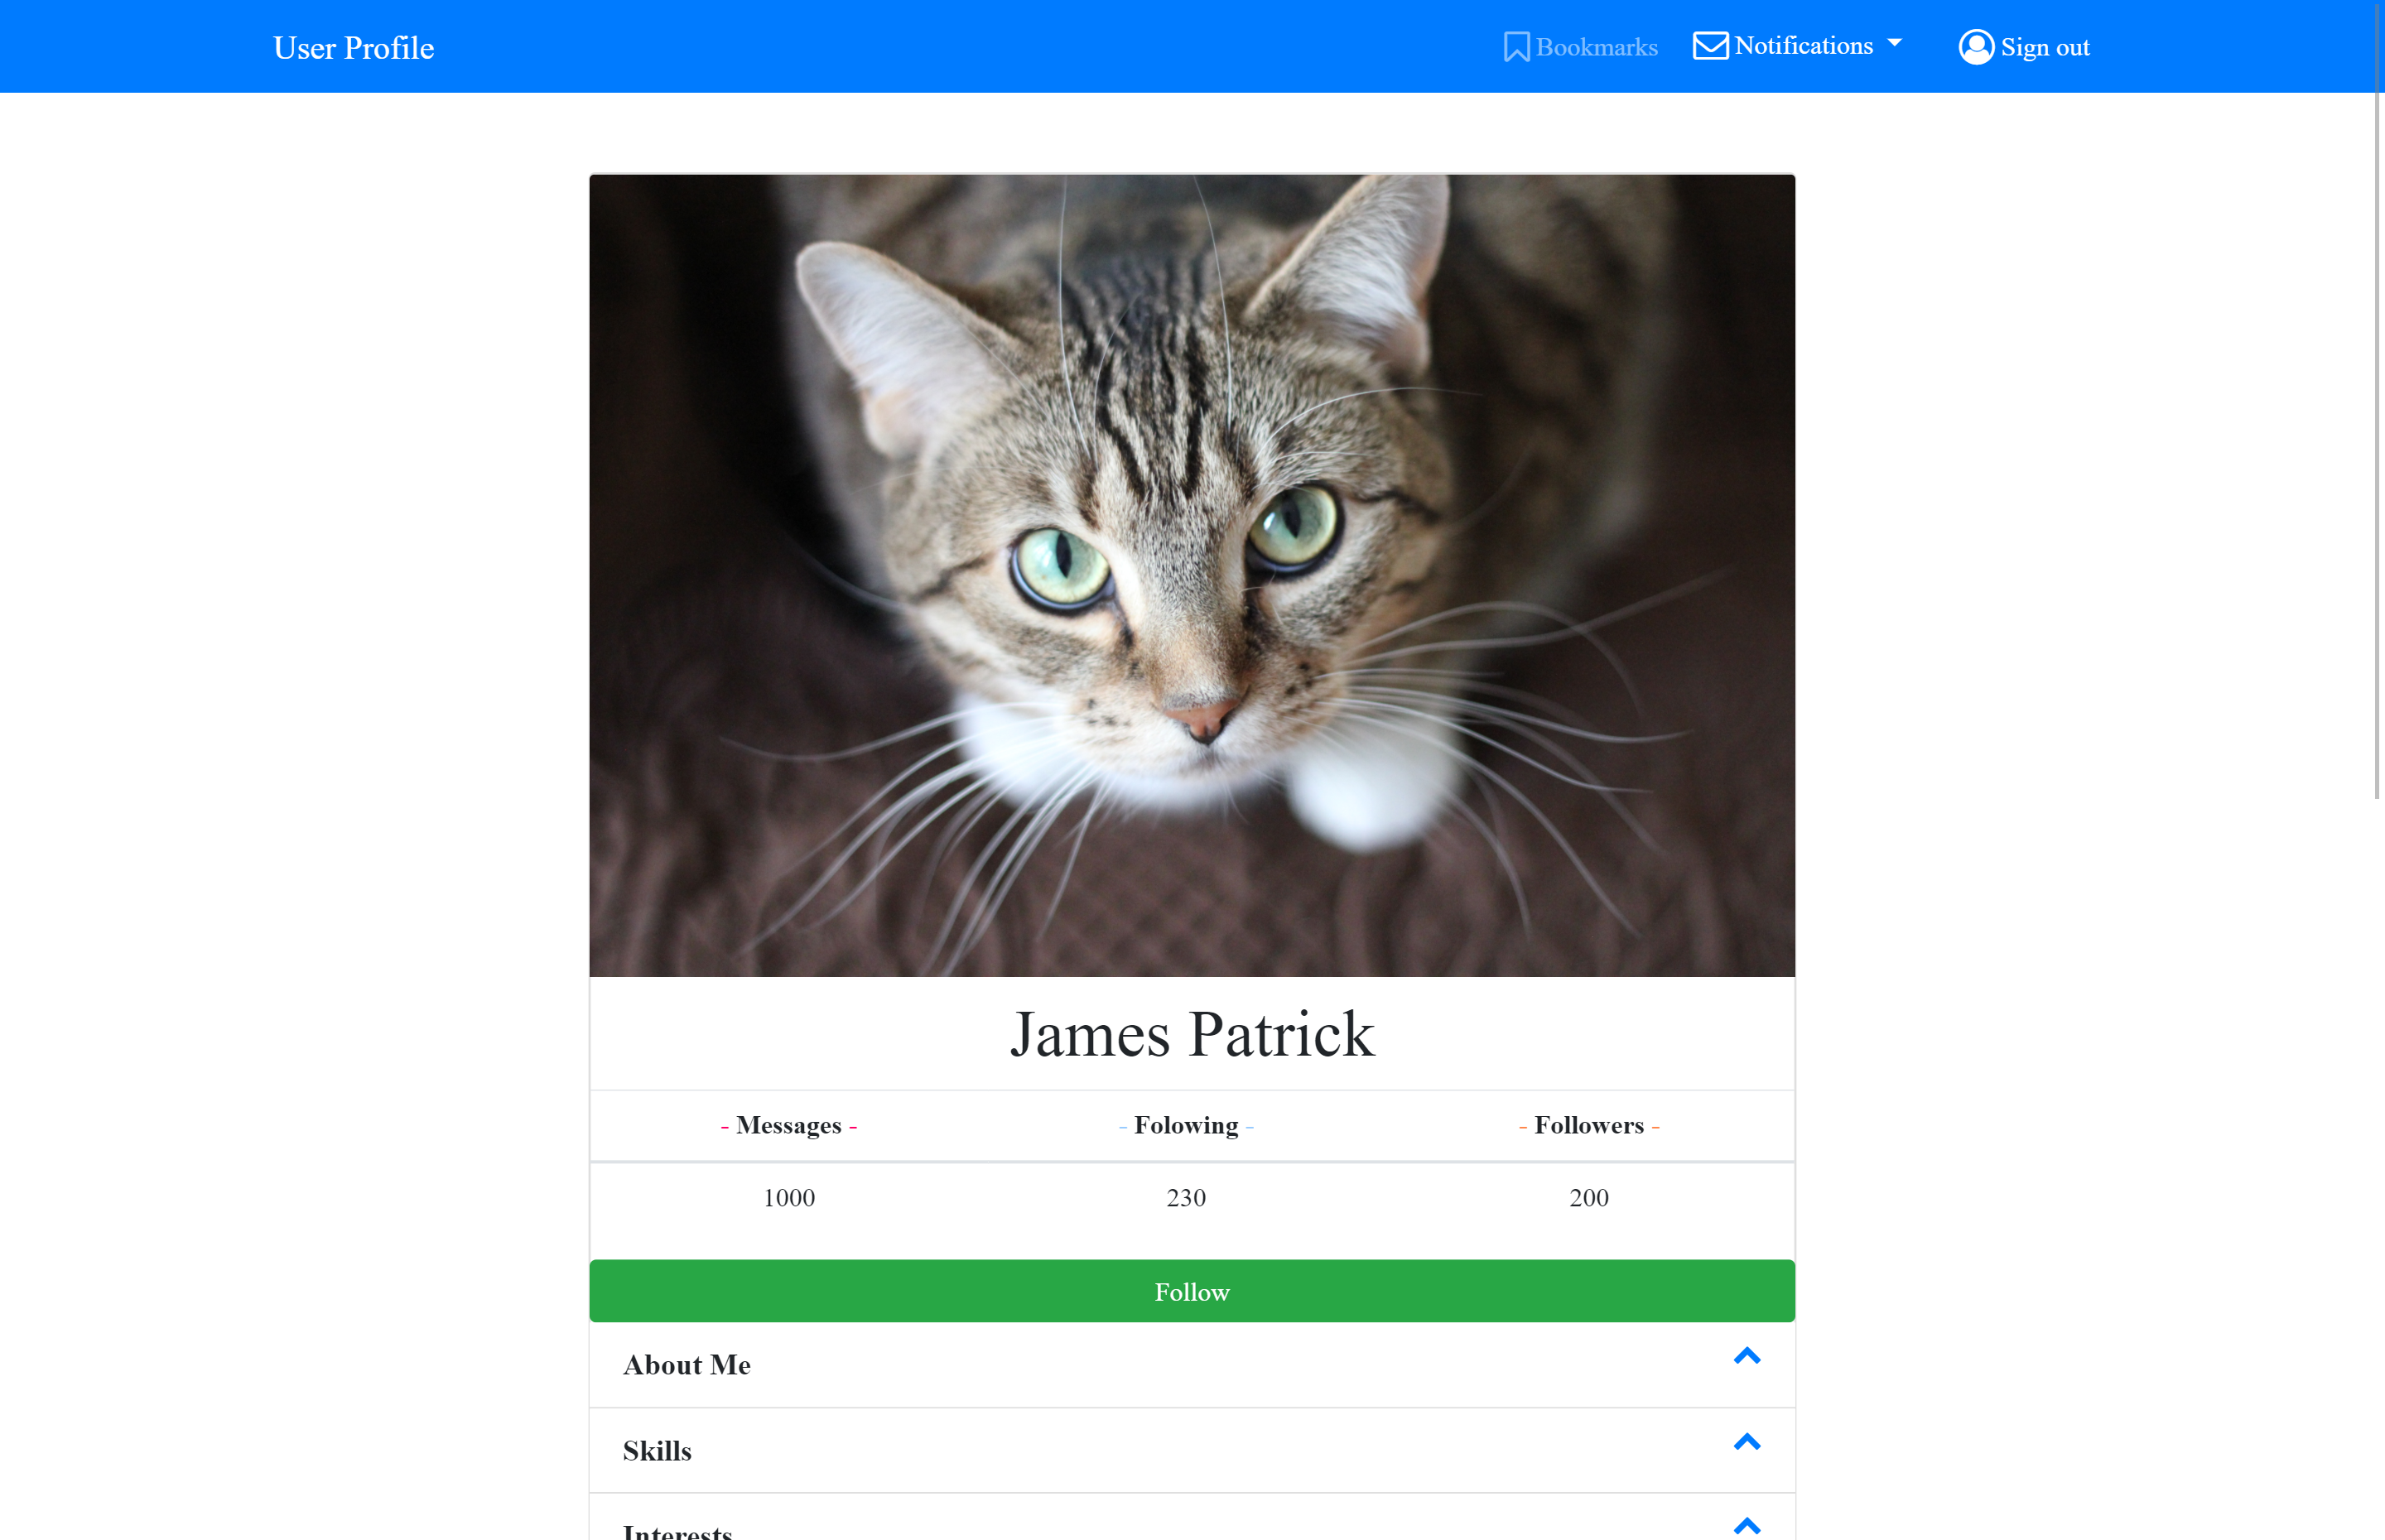 User Profile Bookmarks Notifications Sign out
James Patrick
- Messages - - Folowing - - Followers -
1000 230 200
Follow
About Me
Skills
Interests